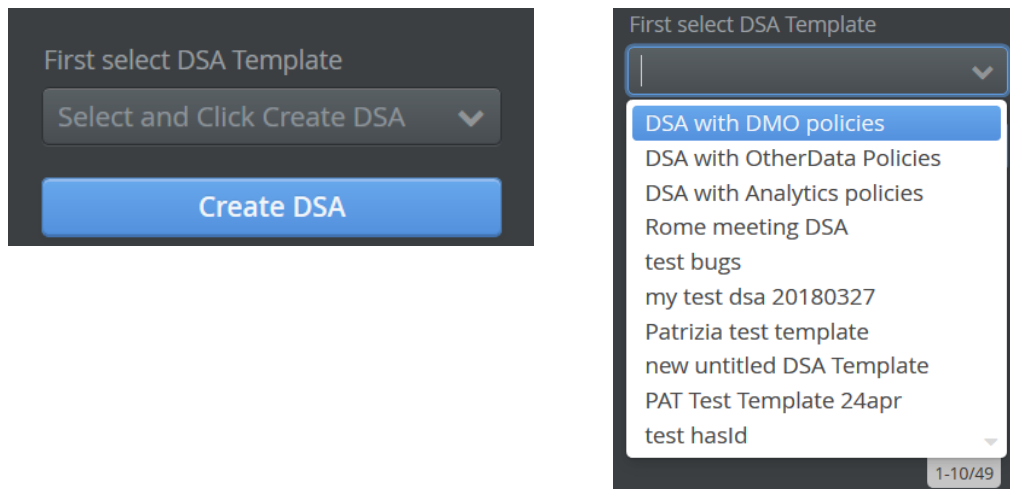 First select DSA Template
Select and Click Create DSA
Create DSA
First select DSA Template
DSA with DMO policies
DSA with OtherData Policies
DSA with Analytics policies
Rome meeting DSA
test bugs
my test dsa 20180327
Patrizia test template
new untitled DSA Template
PAT Test Template 24apr
test hasId
1-10/49